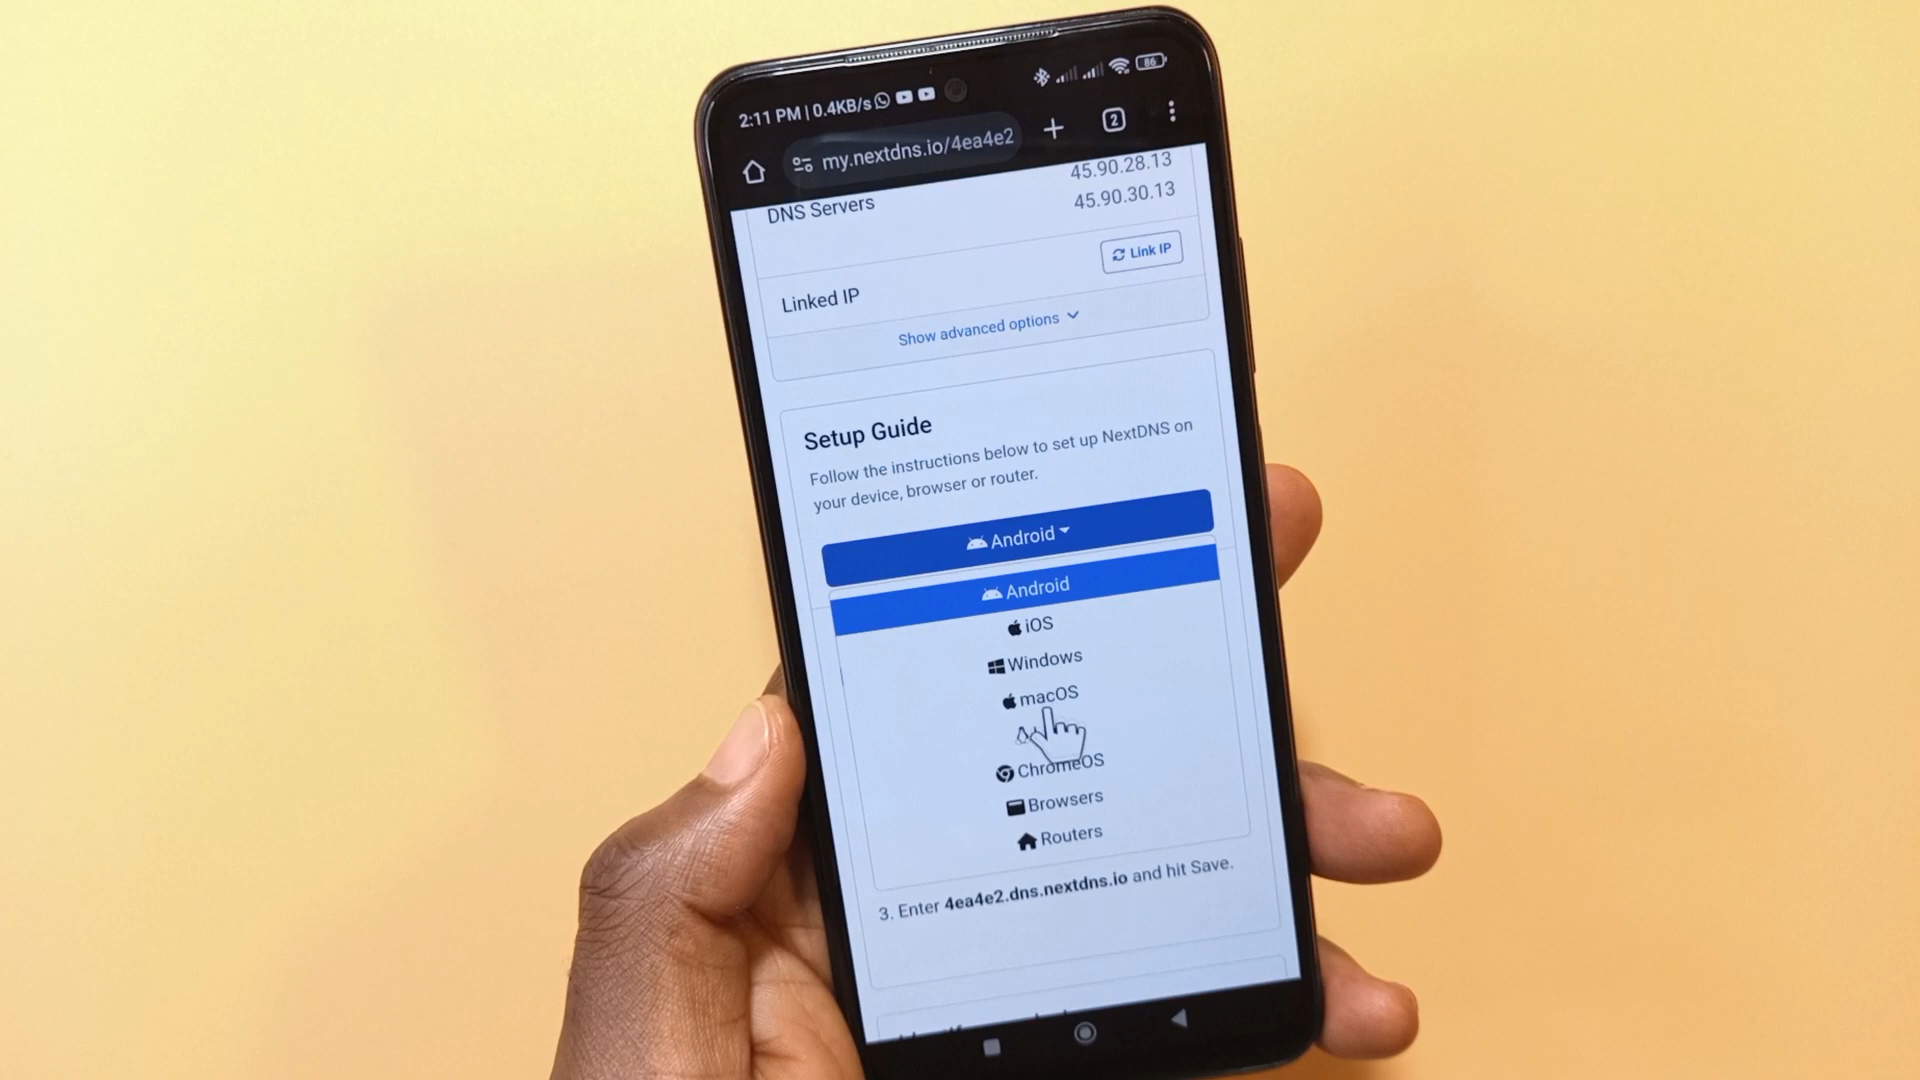 2:11 PM | 0.4KB/s
86
my.nextdns.io/4ea4e2
2
45.90.28.13
DNS Servers
45.90.30.13
Link IP
Linked IP
Show advanced options
Setup Guide
Follow the instructions below to set up NextDNS on
your device, browser or router.
Android
Android
iOS
Windows
macOS
ChromeOS
Browsers
Routers
3. Enter 4ea4e2.dns.nextdns.io and hit Save.